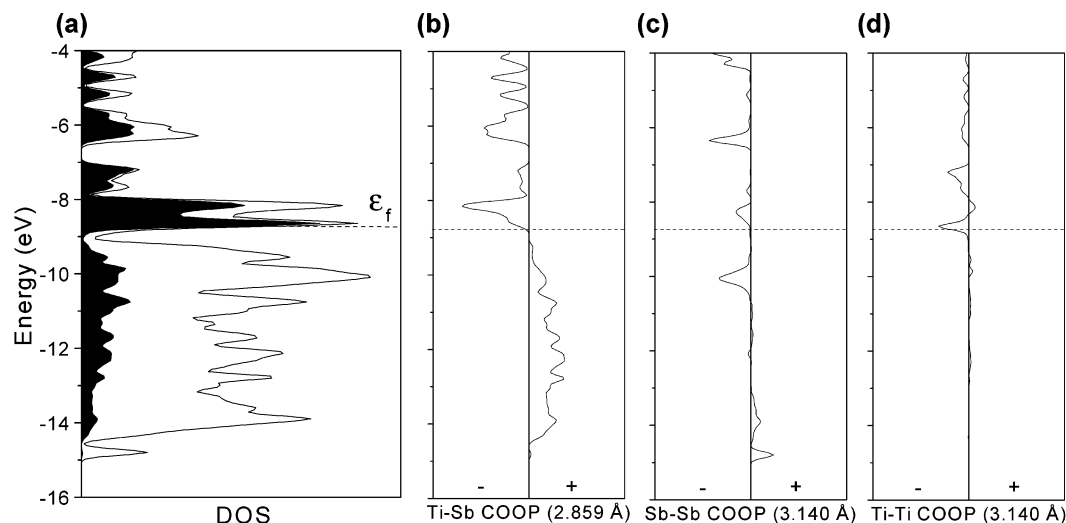 (a)
(b)
(c)
(d)
-4
-6
-8
-10
-12
-14
-16
Energy (eV)
εf
DOS
- +
Ti-Sb COOP (2.859 Å)
- +
Sb-Sb COOP (3.140 Å)
- +
Ti-Ti COOP (3.140 Å)